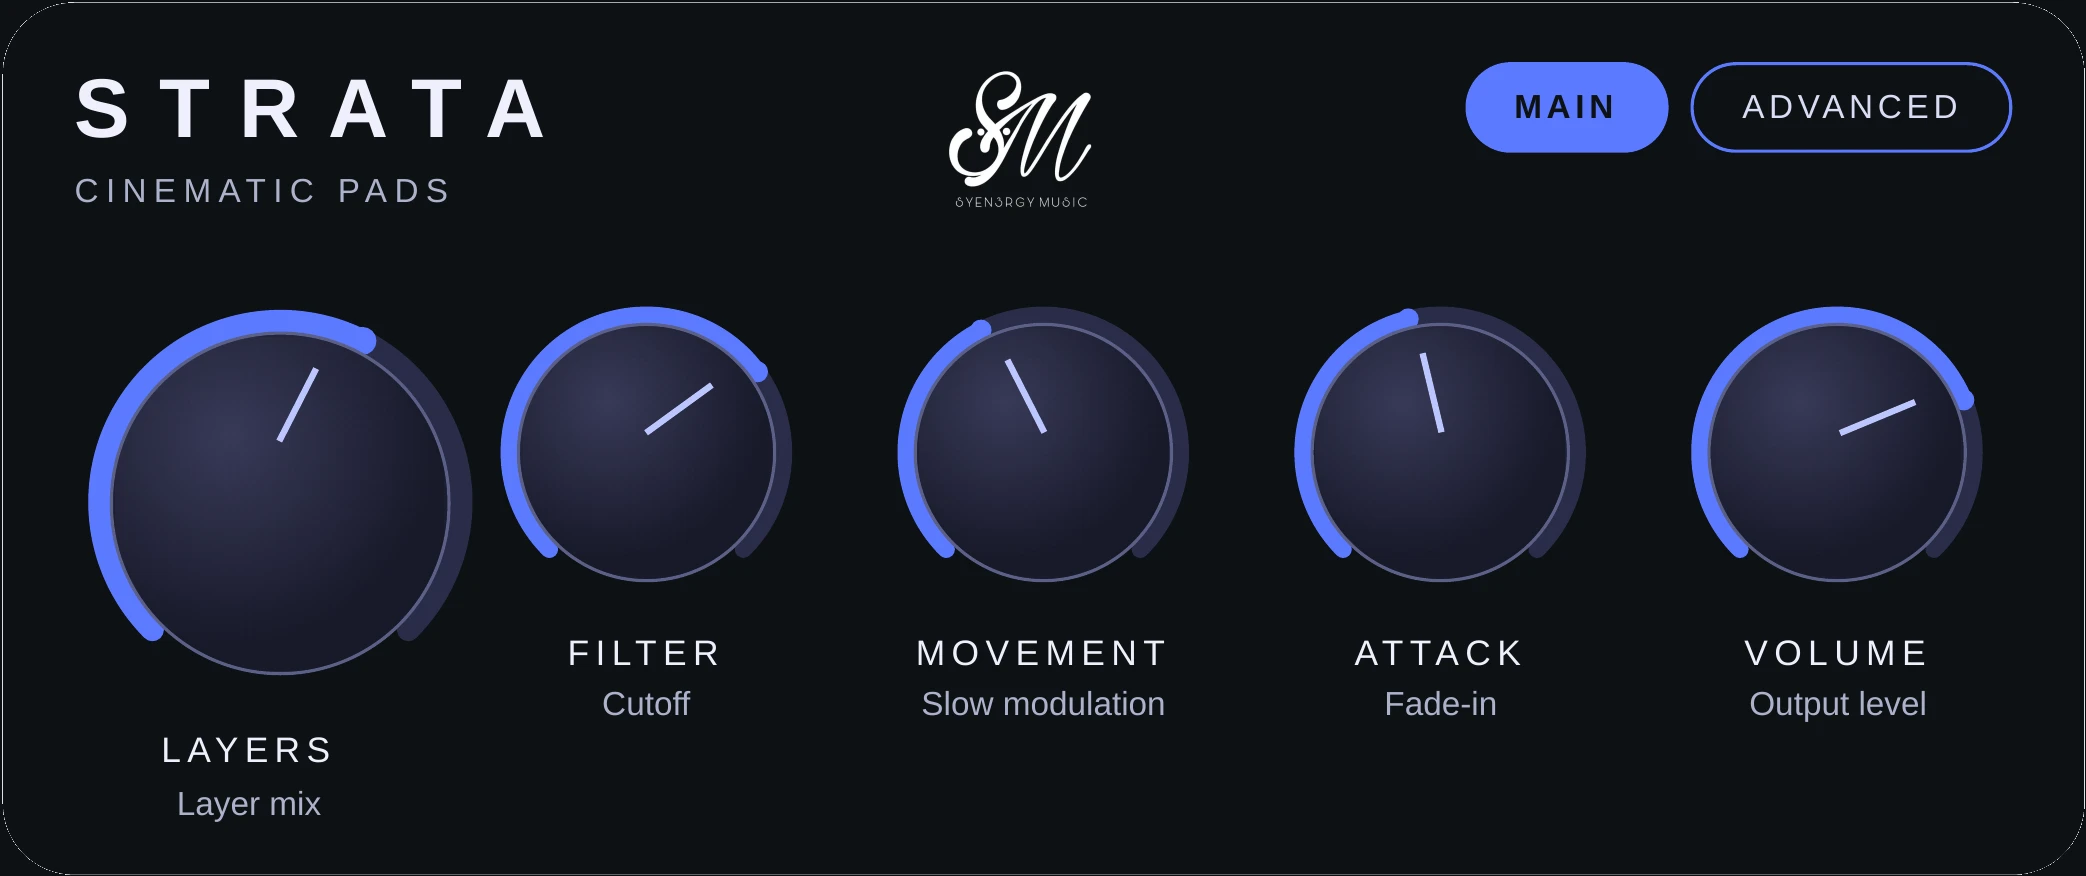 STRATA
CINEMATIC PADS
SM
SYENERGY MUSIC
MAIN
ADVANCED
LAYERS
Layer mix
FILTER
Cutoff
MOVEMENT
Slow modulation
ATTACK
Fade-in
VOLUME
Output level